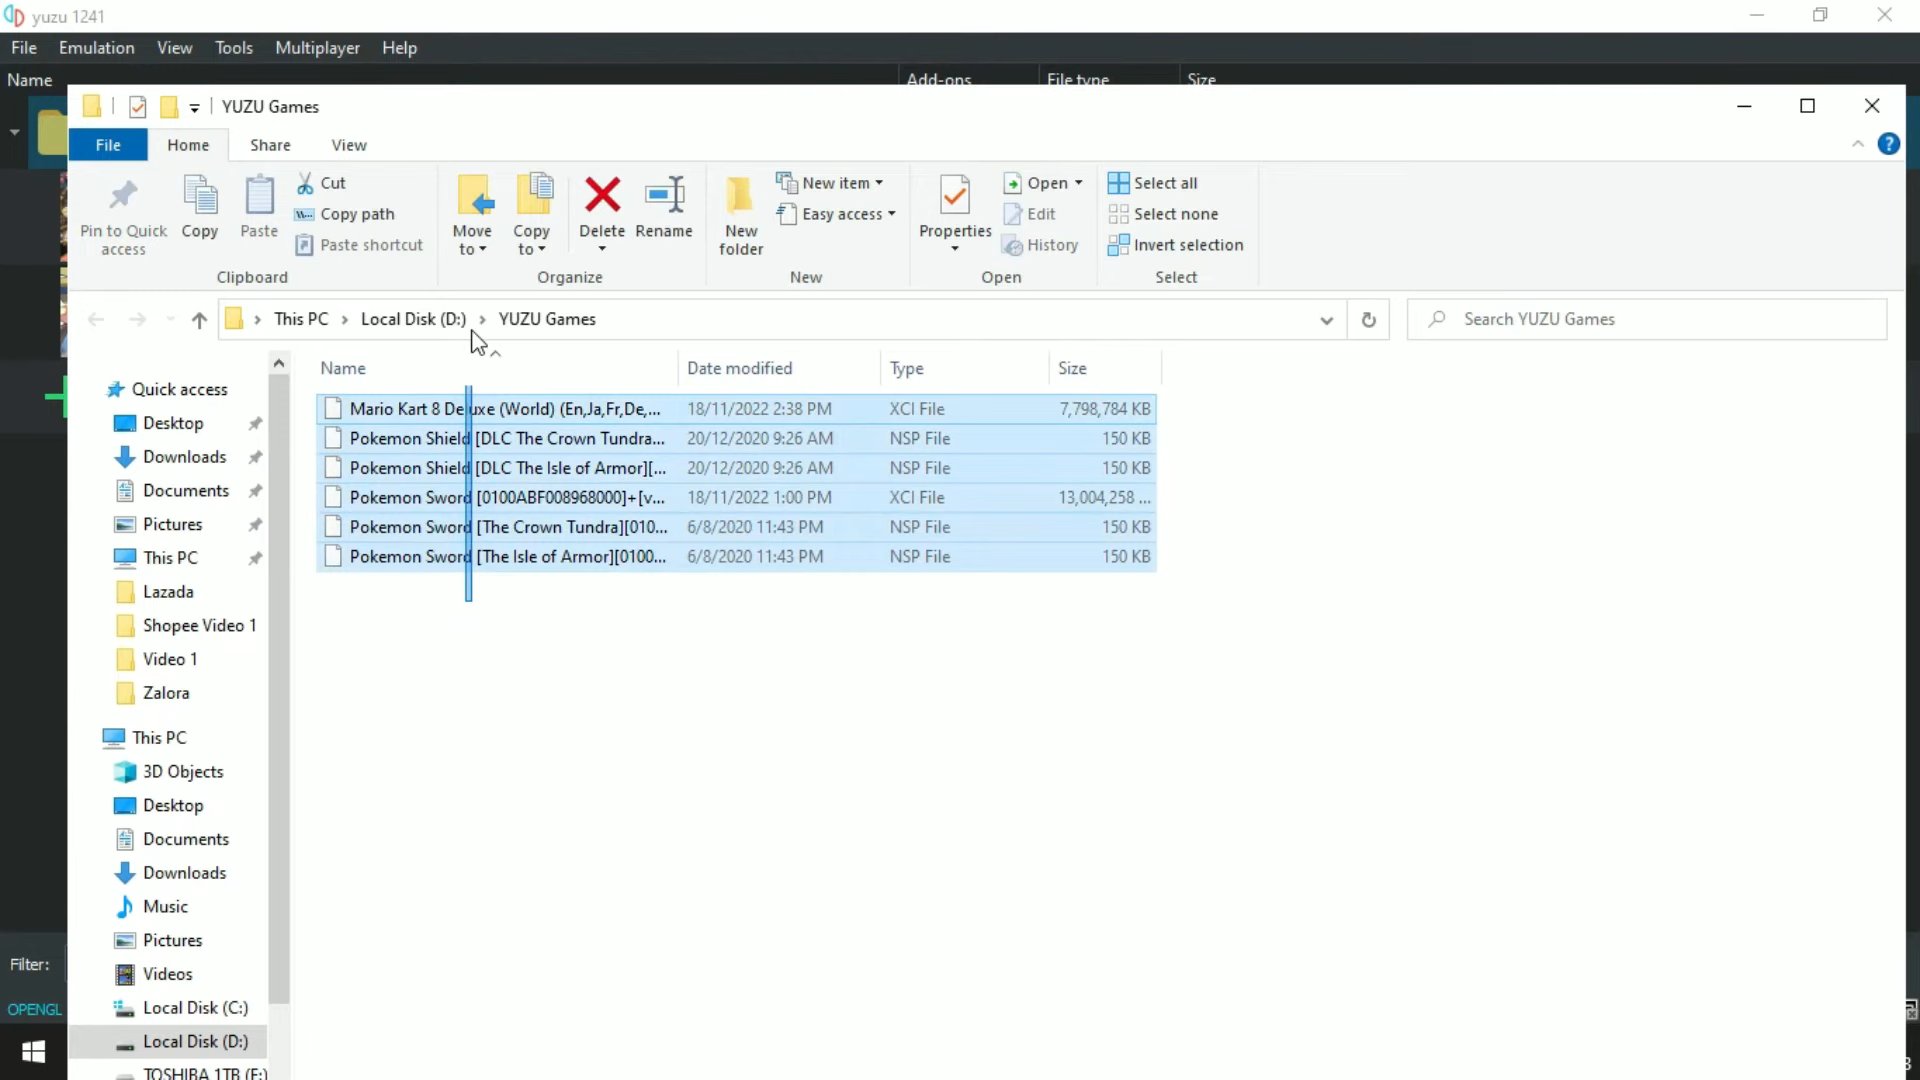 yuzu 1241
File Emulation View Tools Multiplayer Help
Name Add-ons File type Size
YUZU Games
File Home Share View
Pin to Quick access
Copy
Paste
Cut
Copy path
Paste shortcut
Clipboard
Move to
Copy to
Delete
Rename
Organize
New folder
New item
Easy access
New
Properties
Open
Edit
History
Open
Select all
Select none
Invert selection
Select
This PC > Local Disk (D:) > YUZU Games
Search YUZU Games
Name Date modified Type Size
Mario Kart 8 Deluxe (World) (En,Ja,Fr,De,... 18/11/2022 2:38 PM XCI File 7,798,784 KB
Pokemon Shield [DLC The Crown Tundra... 20/12/2020 9:26 AM NSP File 150 KB
Pokemon Shield [DLC The Isle of Armor][... 20/12/2020 9:26 AM NSP File 150 KB
Pokemon Sword [0100ABF008968000]+[v... 18/11/2022 1:00 PM XCI File 13,004,258 ...
Pokemon Sword [The Crown Tundra][010... 6/8/2020 11:43 PM NSP File 150 KB
Pokemon Sword [The Isle of Armor][0100... 6/8/2020 11:43 PM NSP File 150 KB
Quick access
Desktop
Downloads
Documents
Pictures
This PC
Lazada
Shopee Video 1
Video 1
Zalora
This PC
3D Objects
Desktop
Documents
Downloads
Music
Pictures
Videos
Local Disk (C:)
Local Disk (D:)
TOSHIBA 1TB (F:)
Filter:
OPENGL